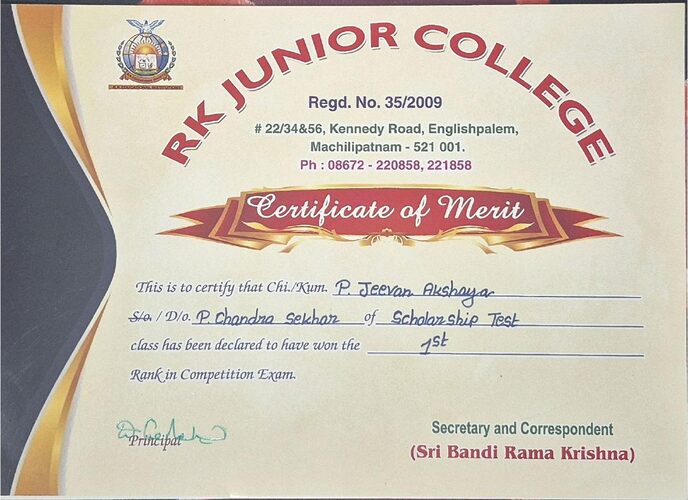 RK JUNIOR COLLEGE
R.K EDUCATIONAL INSTITUTIONS
Regd. No. 35/2009
# 22/34&56, Kennedy Road, Englishpalem,
Machilipatnam - 521 001.
Ph : 08672 - 220858, 221858
Certificate of Merit
This is to certify that Chi./Kum. P. Jeevan Akshaya
S/o. / D/o. P. Chandra Sekhar of Scholarship Test
class has been declared to have won the 1st
Rank in Competition Exam.
Principal
Secretary and Correspondent
(Sri Bandi Rama Krishna)